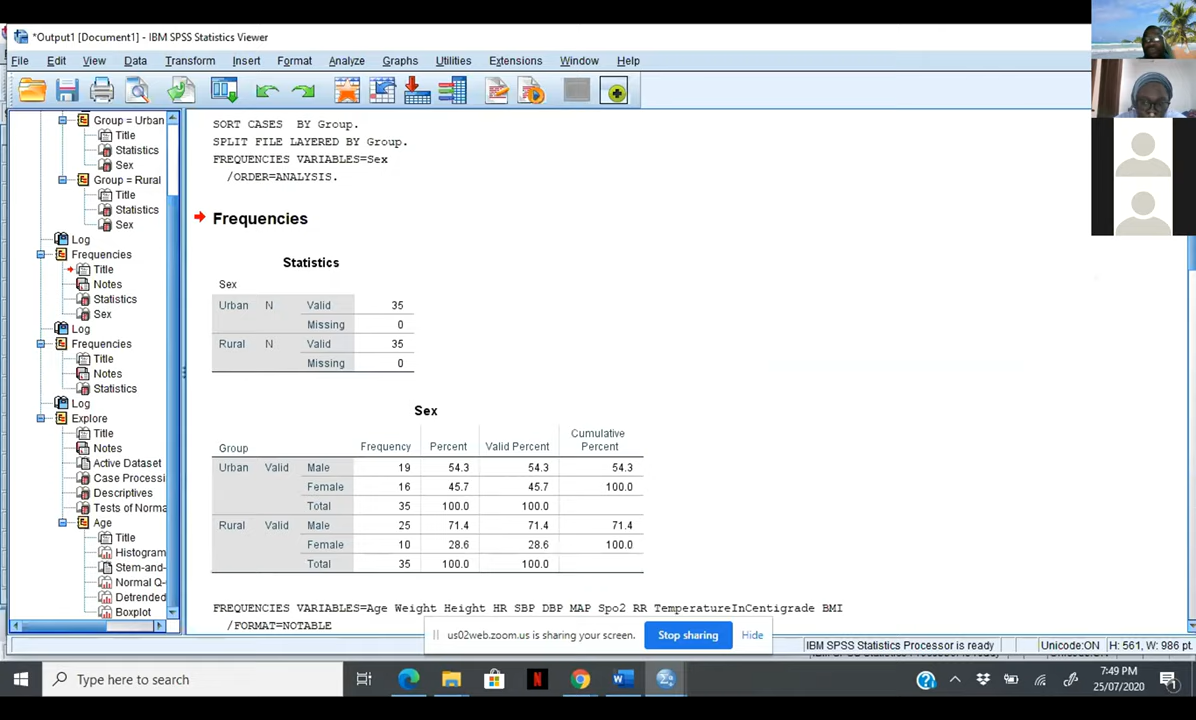 *Output1 [Document1] - IBM SPSS Statistics Viewer
File Edit View Data Transform Insert Format Analyze Graphs Utilities Extensions Window Help
Group = Urban
Title
Statistics
Sex
Group = Rural
Title
Statistics
Sex
Log
Frequencies
Title
Notes
Statistics
Sex
Log
Frequencies
Title
Notes
Statistics
Log
Explore
Title
Notes
Active Dataset
Case Processi
Descriptives
Tests of Norma
Age
Title
Histogram
Stem-and-
Normal Q-
Detrended
Boxplot
SORT CASES BY Group.
SPLIT FILE LAYERED BY Group.
FREQUENCIES VARIABLES=Sex
/ORDER=ANALYSIS.
Frequencies
Statistics
Sex
Urban N Valid 35
Missing 0
Rural N Valid 35
Missing 0
Sex
Group Frequency Percent Valid Percent Cumulative Percent
Urban Valid Male 19 54.3 54.3 54.3
Female 16 45.7 45.7 100.0
Total 35 100.0 100.0
Rural Valid Male 25 71.4 71.4 71.4
Female 10 28.6 28.6 100.0
Total 35 100.0 100.0
FREQUENCIES VARIABLES=Age Weight Height HR SBP DBP MAP Spo2 RR TemperatureInCentigrade BMI
/FORMAT=NOTABLE
us02web.zoom.us is sharing your screen. Stop sharing Hide
IBM SPSS Statistics Processor is ready Unicode:ON H: 561, W: 986 pt.
Type here to search
7:49 PM
25/07/2020